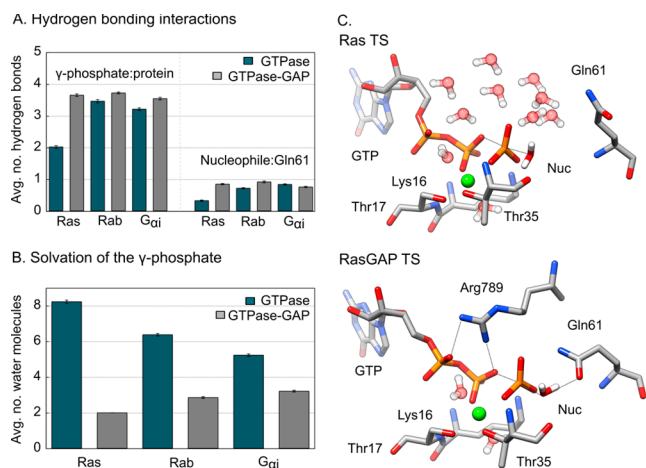 A. Hydrogen bonding interactions
Avg. no. hydrogen bonds
5
4
3
2
1
0
γ-phosphate:protein
GTPase
GTPase-GAP
Nucleophile:Gln61
Ras Rab Gαi Ras Rab Gαi
B. Solvation of the γ-phosphate
Avg. no. water molecules
8
6
4
2
0
GTPase
GTPase-GAP
Ras Rab Gαi
C.
Ras TS
Gln61
GTP
Nuc
Lys16
Thr17
Thr35
RasGAP TS
Arg789
Gln61
GTP
Nuc
Lys16
Thr17
Thr35